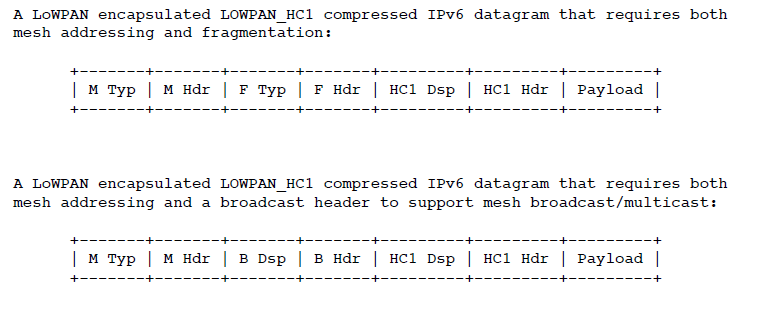 A LoWPAN encapsulated LOWPAN_HC1 compressed IPv6 datagram that requires both
mesh addressing and fragmentation:
+-------+-------+-------+-------+---------+---------+---------+
| M Typ | M Hdr | F Typ | F Hdr | HC1 Dsp | HC1 Hdr | Payload |
+-------+-------+-------+-------+---------+---------+---------+
A LoWPAN encapsulated LOWPAN_HC1 compressed IPv6 datagram that requires both
mesh addressing and a broadcast header to support mesh broadcast/multicast:
+-------+-------+-------+-------+---------+---------+---------+
| M Typ | M Hdr | B Dsp | B Hdr | HC1 Dsp | HC1 Hdr | Payload |
+-------+-------+-------+-------+---------+---------+---------+